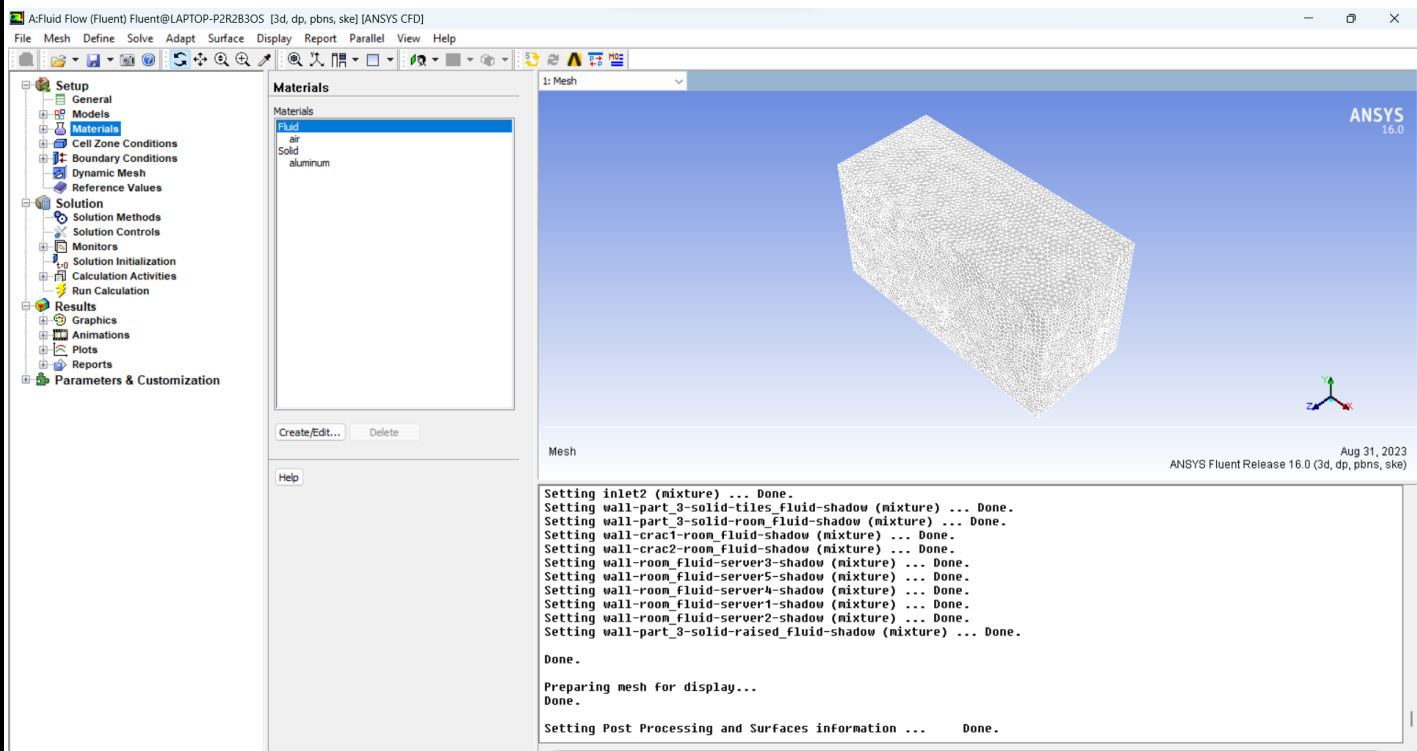 A:Fluid Flow (Fluent) Fluent@LAPTOP-P2R2B3OS [3d, dp, pbns, ske] [ANSYS CFD]
File Mesh Define Solve Adapt Surface Display Report Parallel View Help
Setup
General
Models
Materials
Cell Zone Conditions
Boundary Conditions
Dynamic Mesh
Reference Values
Solution
Solution Methods
Solution Controls
Monitors
Solution Initialization
Calculation Activities
Run Calculation
Results
Graphics
Animations
Plots
Reports
Parameters & Customization
Materials
Materials
Fluid
air
Solid
aluminum
Create/Edit... Delete
Help
1: Mesh
ANSYS
16.0
Y
Z X
Mesh
Aug 31, 2023
ANSYS Fluent Release 16.0 (3d, dp, pbns, ske)
Setting inlet2 (mixture) ... Done.
Setting wall-part_3-solid-tiles_fluid-shadow (mixture) ... Done.
Setting wall-part_3-solid-room_fluid-shadow (mixture) ... Done.
Setting wall-crac1-room_fluid-shadow (mixture) ... Done.
Setting wall-crac2-room_fluid-shadow (mixture) ... Done.
Setting wall-room_fluid-server3-shadow (mixture) ... Done.
Setting wall-room_fluid-server5-shadow (mixture) ... Done.
Setting wall-room_fluid-server4-shadow (mixture) ... Done.
Setting wall-room_fluid-server1-shadow (mixture) ... Done.
Setting wall-room_fluid-server2-shadow (mixture) ... Done.
Setting wall-part_3-solid-raised_fluid-shadow (mixture) ... Done.
Done.
Preparing mesh for display...
Done.
Setting Post Processing and Surfaces information ... Done.